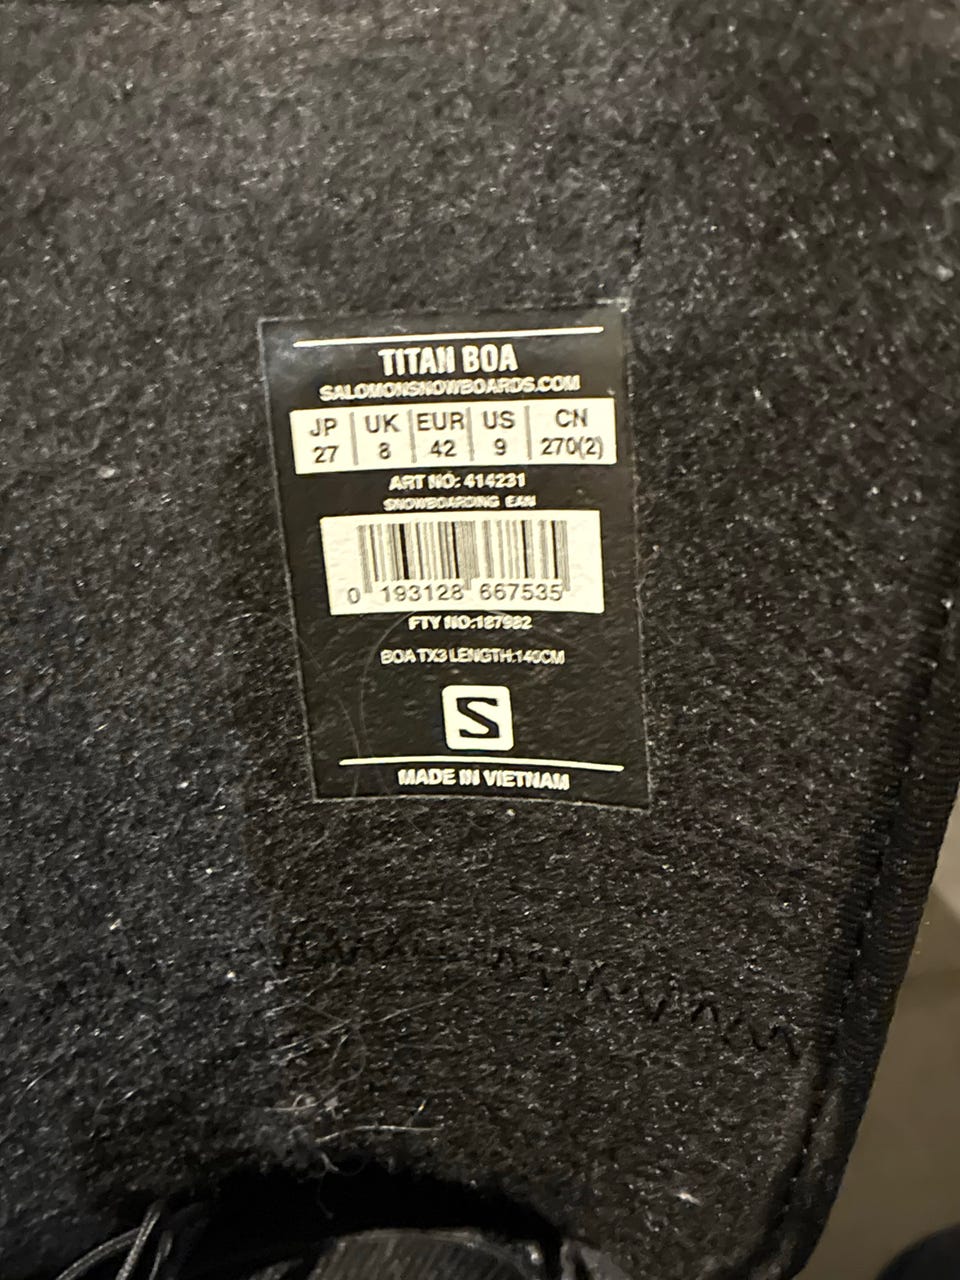 TITAN BOA
SALOMONSNOWBOARDS.COM
JP UK EUR US CN
27 8 42 9 270(2)
ART NO: 414231
SNOWBOARDING EAN
0 193128 667535
FTY NO:187982
BOA TX3 LENGTH:140CM
S
MADE IN VIETNAM